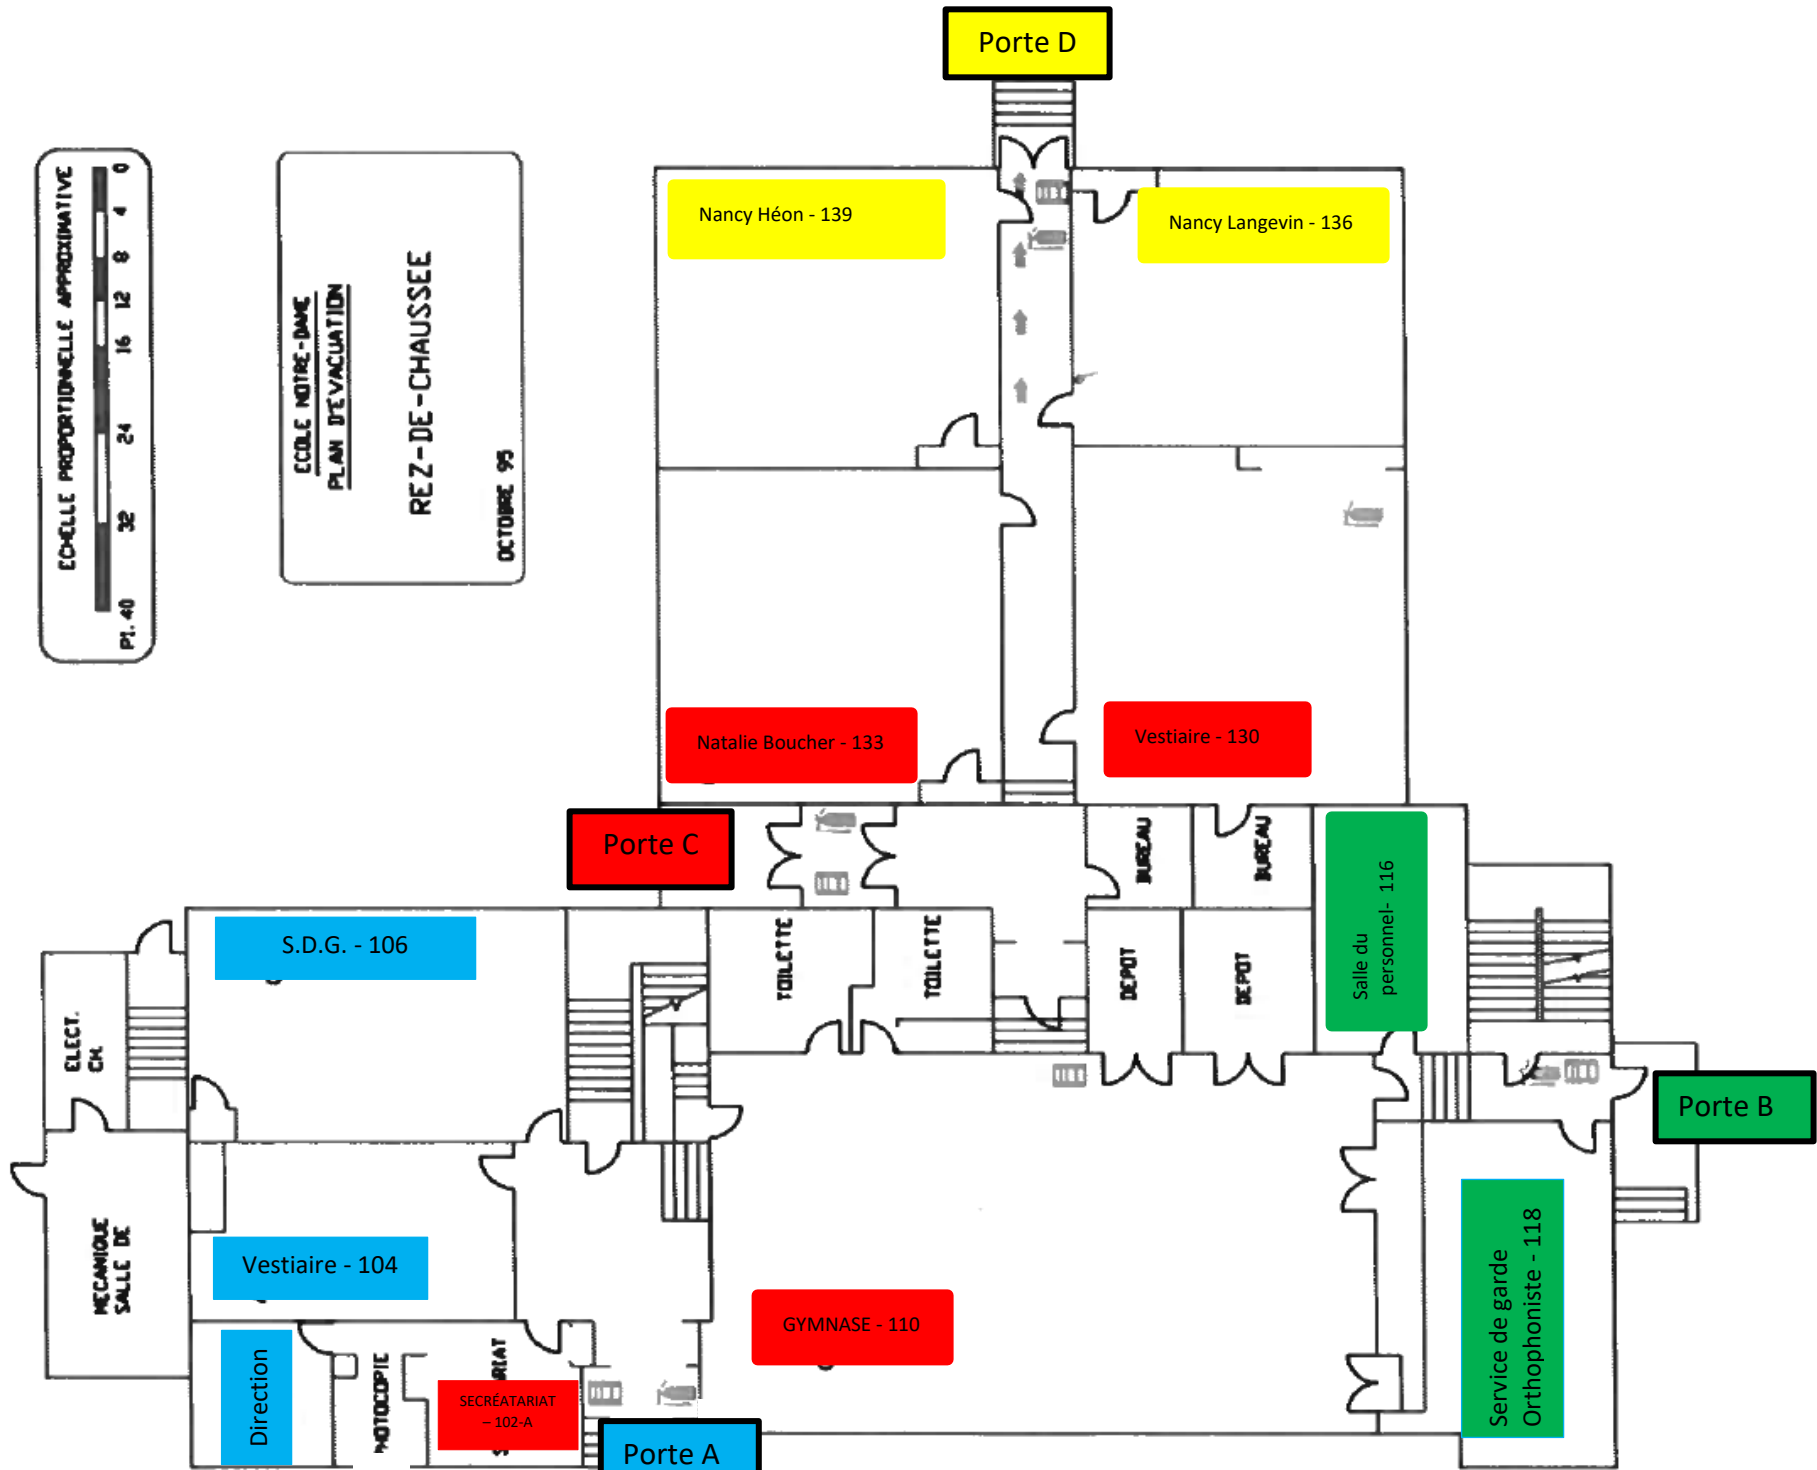 Porte D
ECHELLE PROPORTIONNELLE APPROXIMATIVE
0 4 8 12 16 24 32 PI. 40
ECOLE NOTRE-DAME
PLAN D'EVACUATION
REZ-DE-CHAUSSEE
OCTOBRE 95
Nancy Héon - 139
Nancy Langevin - 136
Natalie Boucher - 133
Vestiaire - 130
Porte C
BUREAU
BUREAU
Salle du
personnel- 116
S.D.G. - 106
TOILETTE
TOILETTE
DEPOT
DEPOT
ELECT.
CH.
Porte B
MECANIQUE
SALLE DE
Vestiaire - 104
GYMNASE - 110
Service de garde
Orthophoniste - 118
Direction
PHOTOCOPIE
SECRÉATARIAT
– 102-A
Porte A